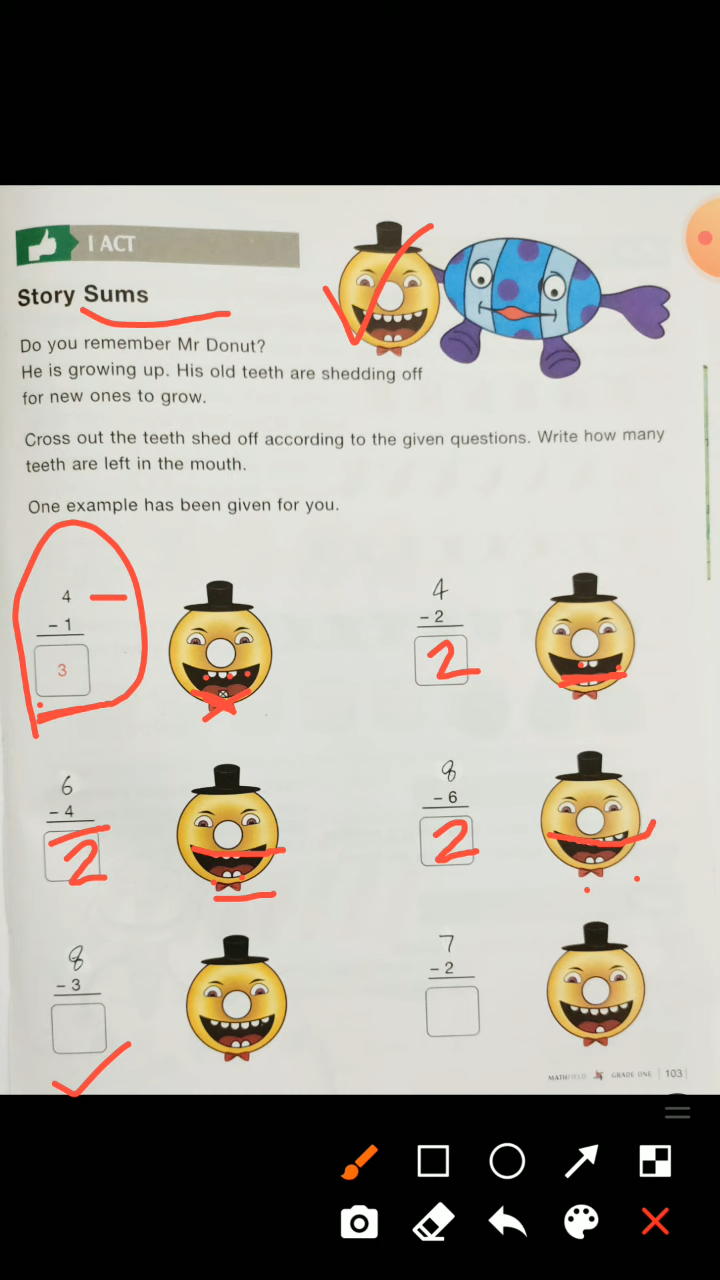 I ACT
Story Sums
Do you remember Mr Donut?
He is growing up. His old teeth are shedding off
for new ones to grow.
Cross out the teeth shed off according to the given questions. Write how many
teeth are left in the mouth.
One example has been given for you.
4
- 1
3
4
- 2
2
6
- 4
2
8
- 6
2
8
- 3
7
- 2
MATHFIELD GRADE ONE | 103 |